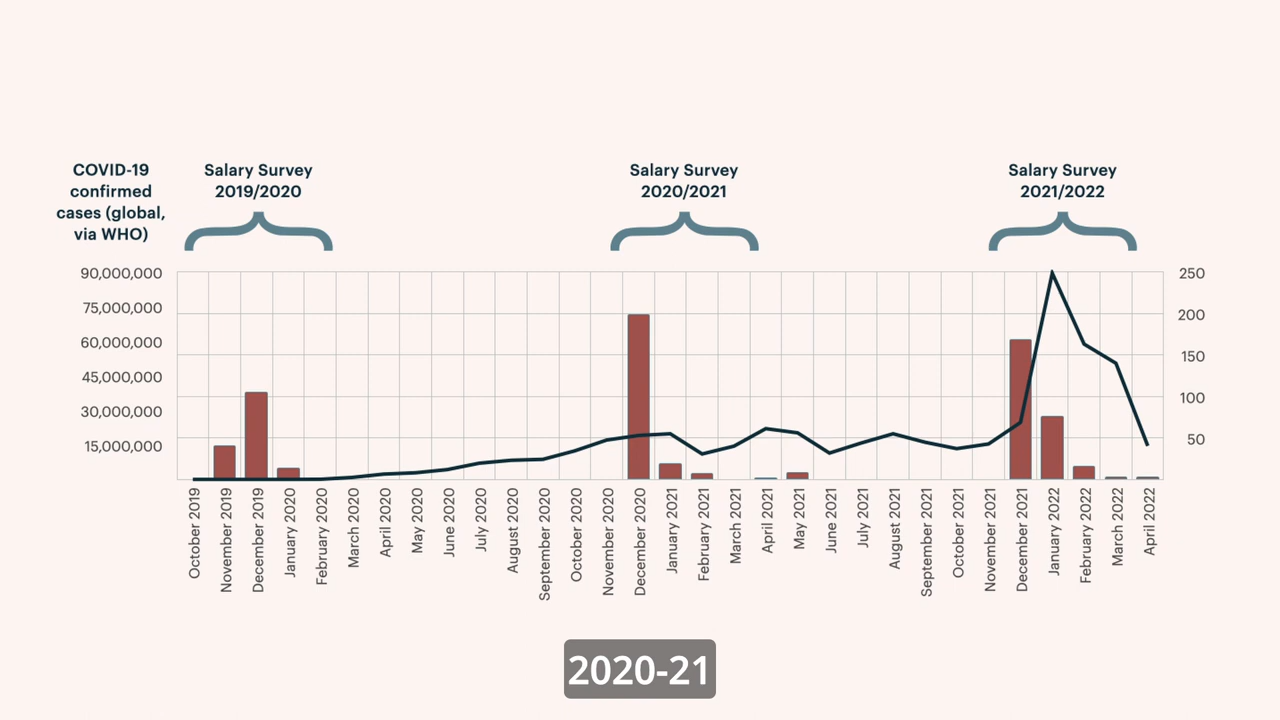 COVID-19
confirmed
cases (global,
via WHO)
Salary Survey
2019/2020
Salary Survey
2020/2021
Salary Survey
2021/2022
90,000,000
75,000,000
60,000,000
45,000,000
30,000,000
15,000,000
250
200
150
100
50
October 2019
November 2019
December 2019
January 2020
February 2020
March 2020
April 2020
May 2020
June 2020
July 2020
August 2020
September 2020
October 2020
November 2020
December 2020
January 2021
February 2021
March 2021
April 2021
May 2021
June 2021
July 2021
August 2021
September 2021
October 2021
November 2021
December 2021
January 2022
February 2022
March 2022
April 2022
2020-21